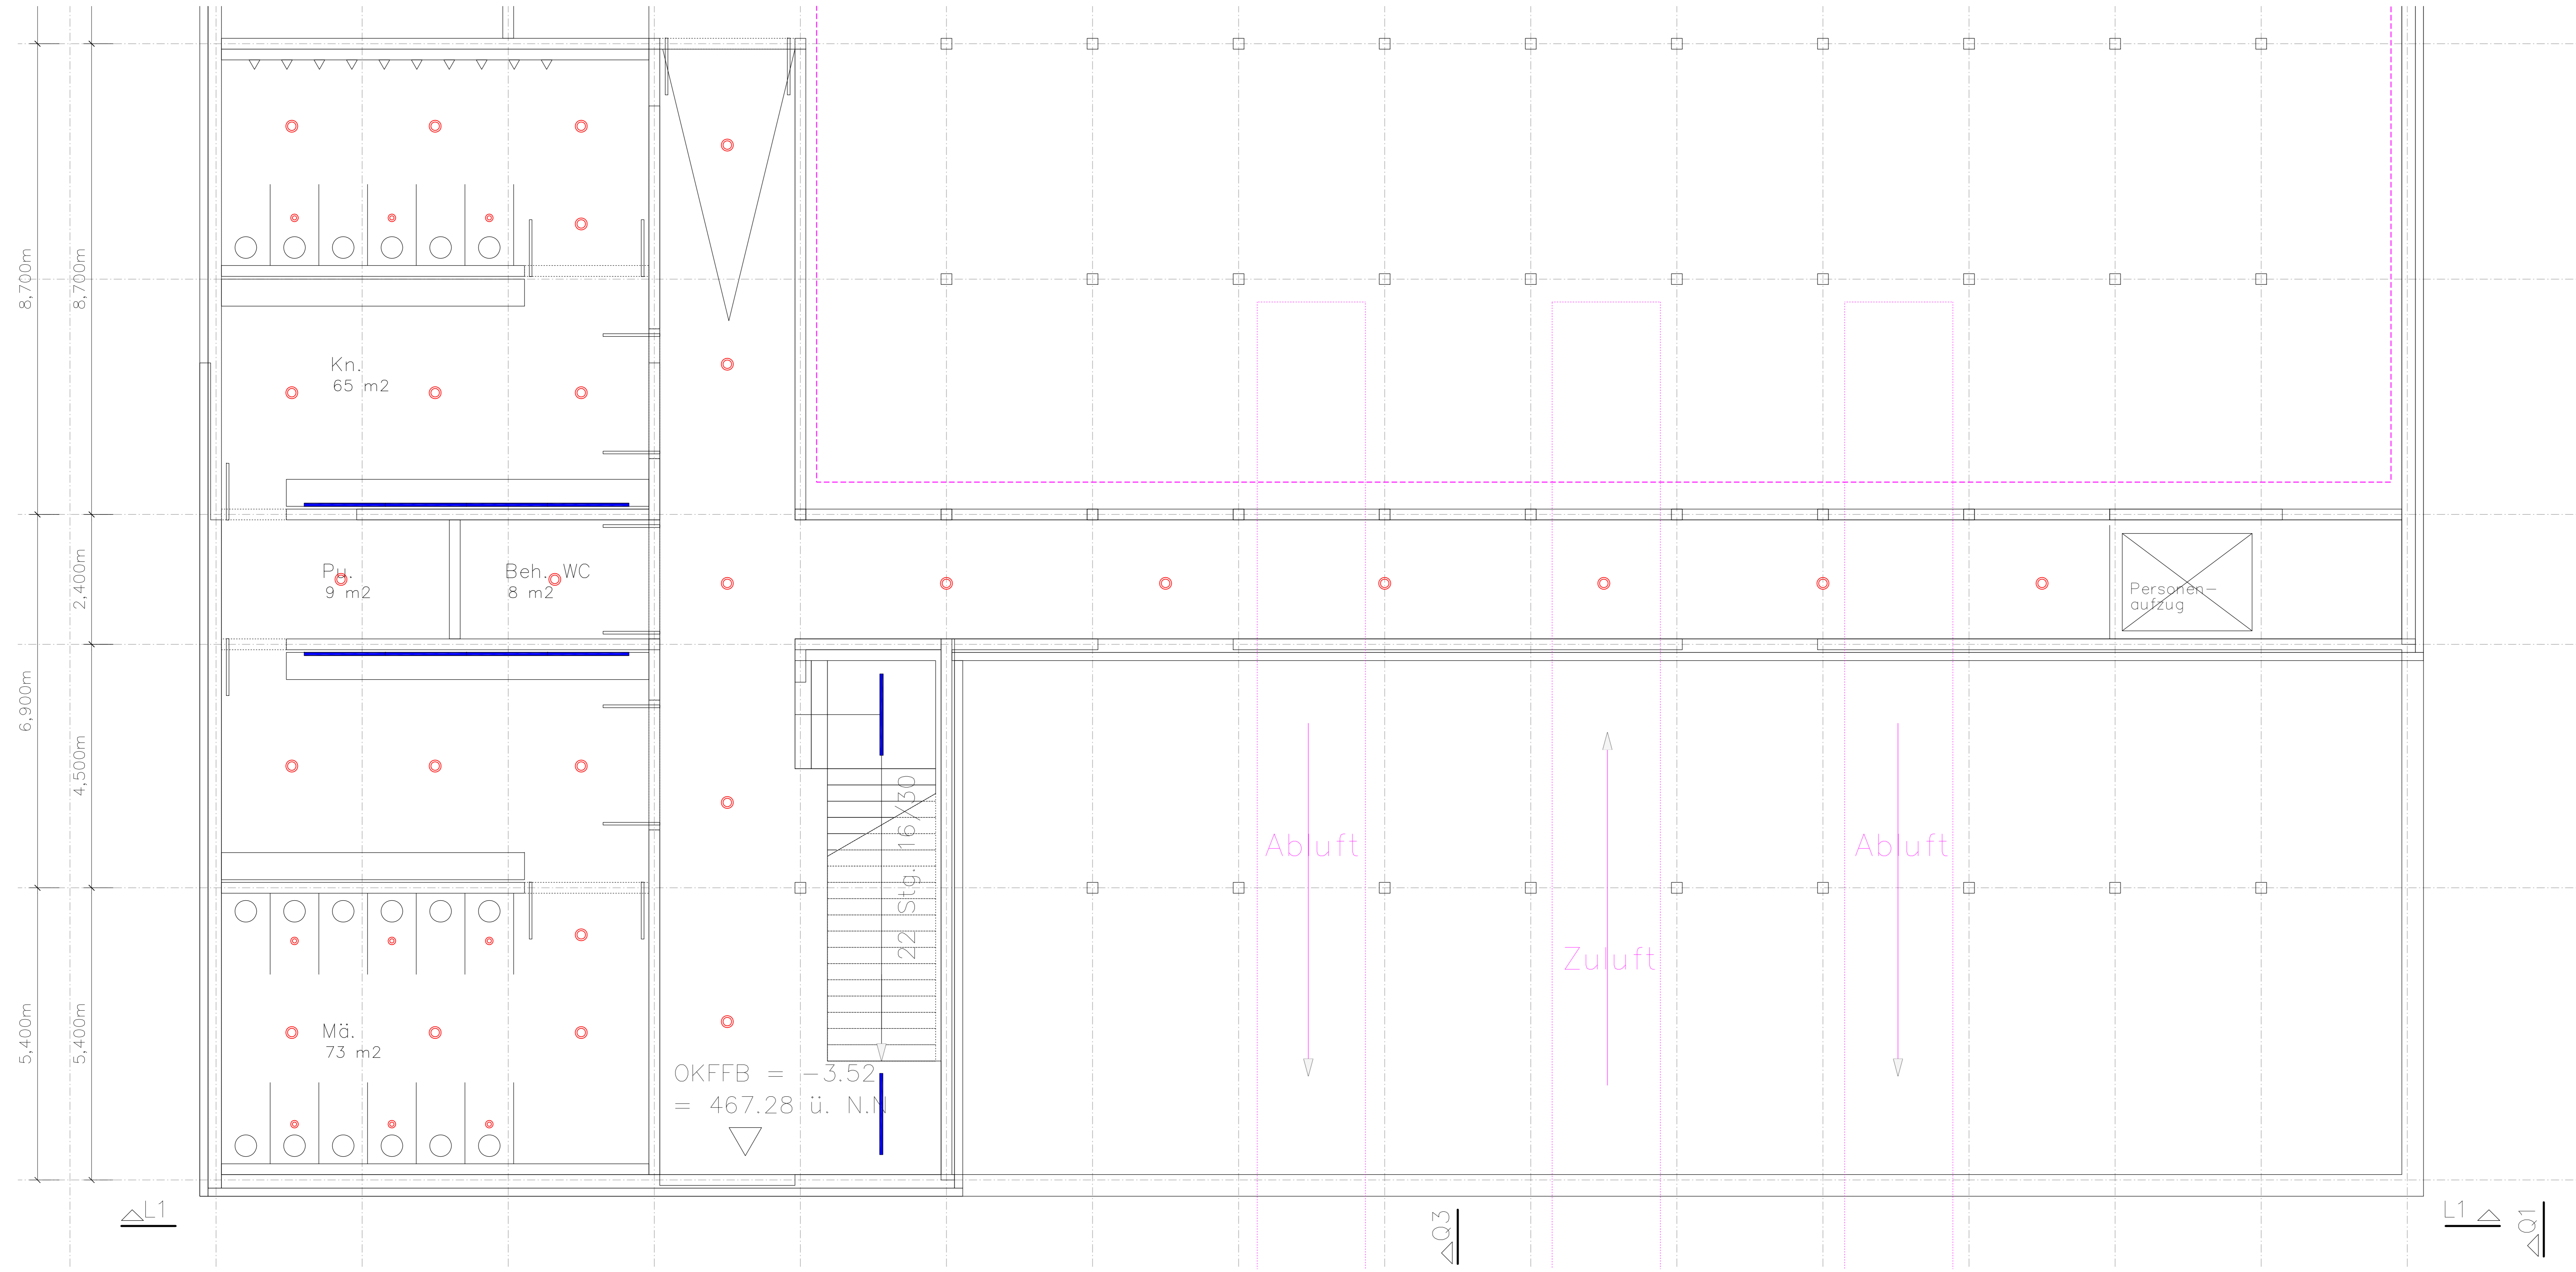 8,700m
8,700m
2,400m
6,900m
4,500m
5,400m
5,400m
Kn.
65 m2
Pu.
9 m2
Beh. WC
8 m2
Personen-
aufzug
22 Stg. 16/30
Abluft
Zuluft
Abluft
Mä.
73 m2
OKFFB = -3.52
= 467.28 ü. N.N
L1
Q3
L1
Q1